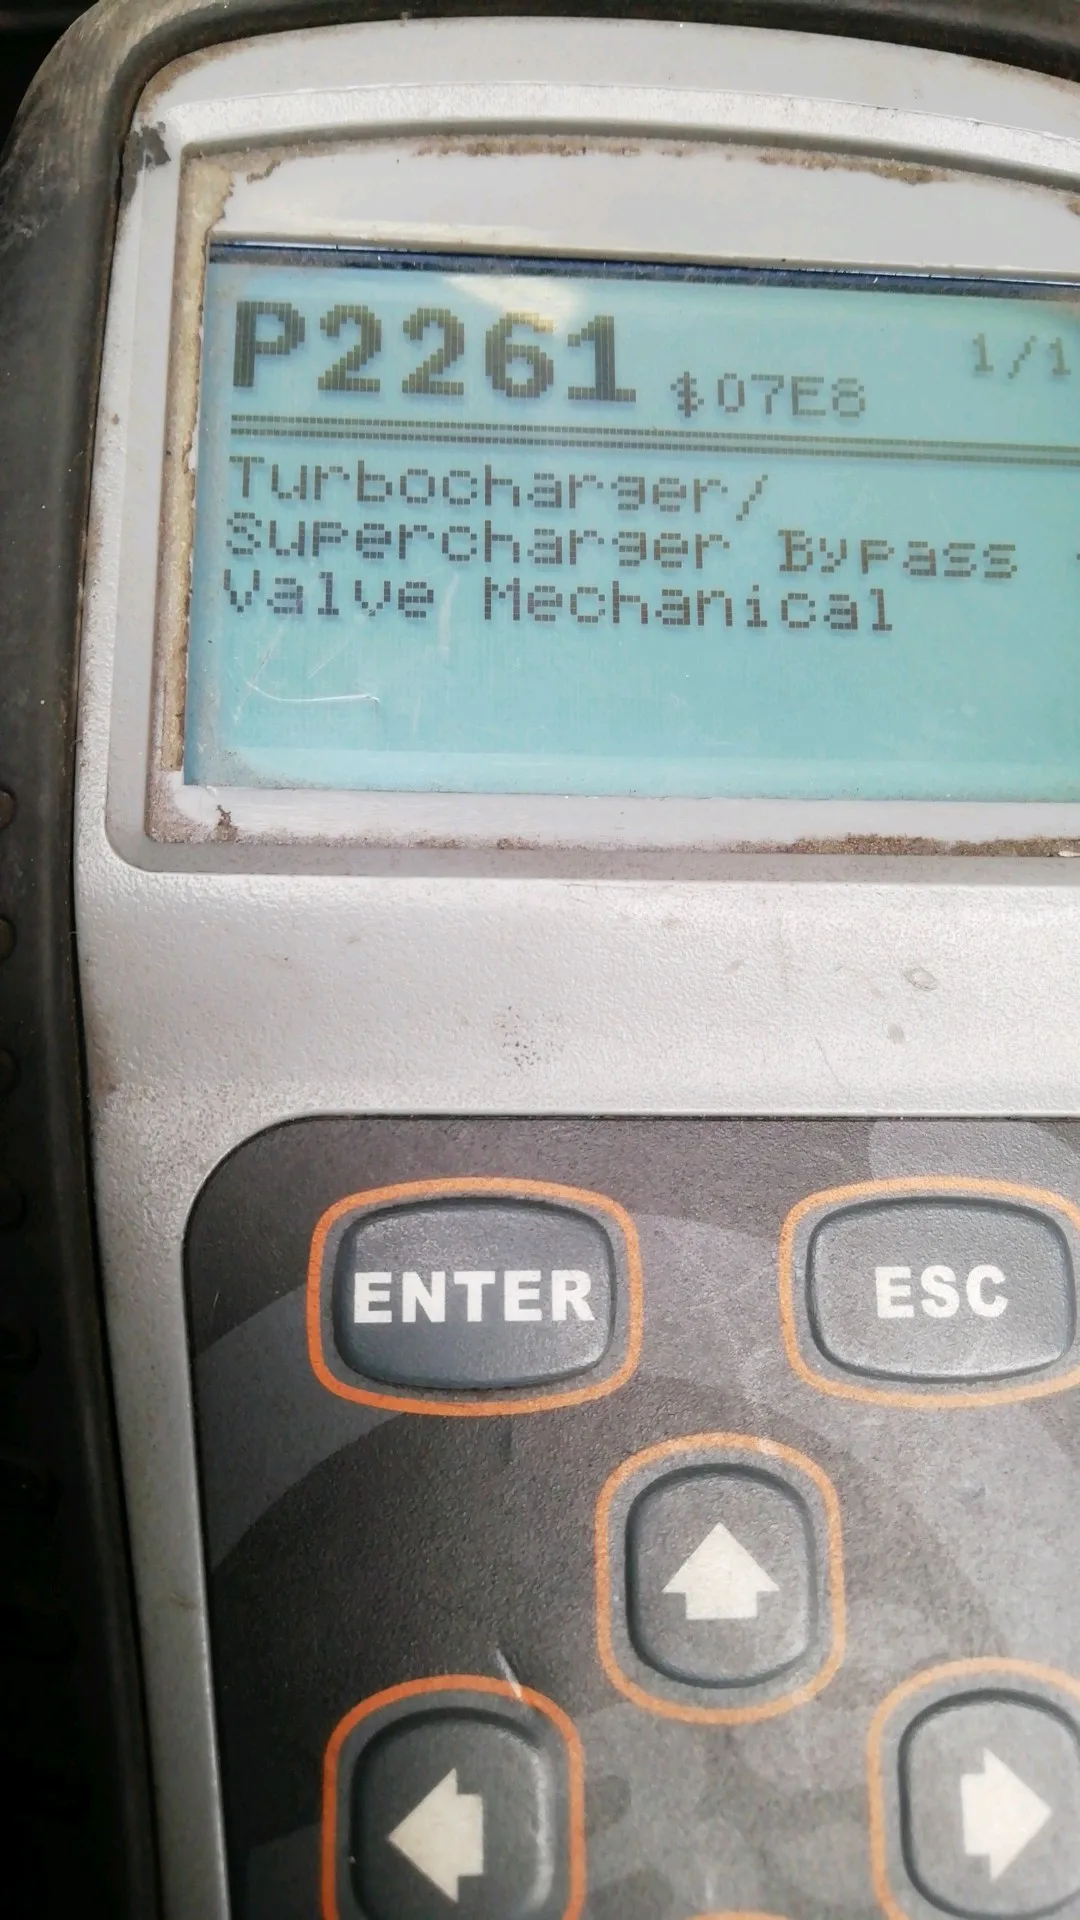 P2261 $07E8 1/1
Turbocharger/
Supercharger Bypass
Valve Mechanical
ENTER ESC